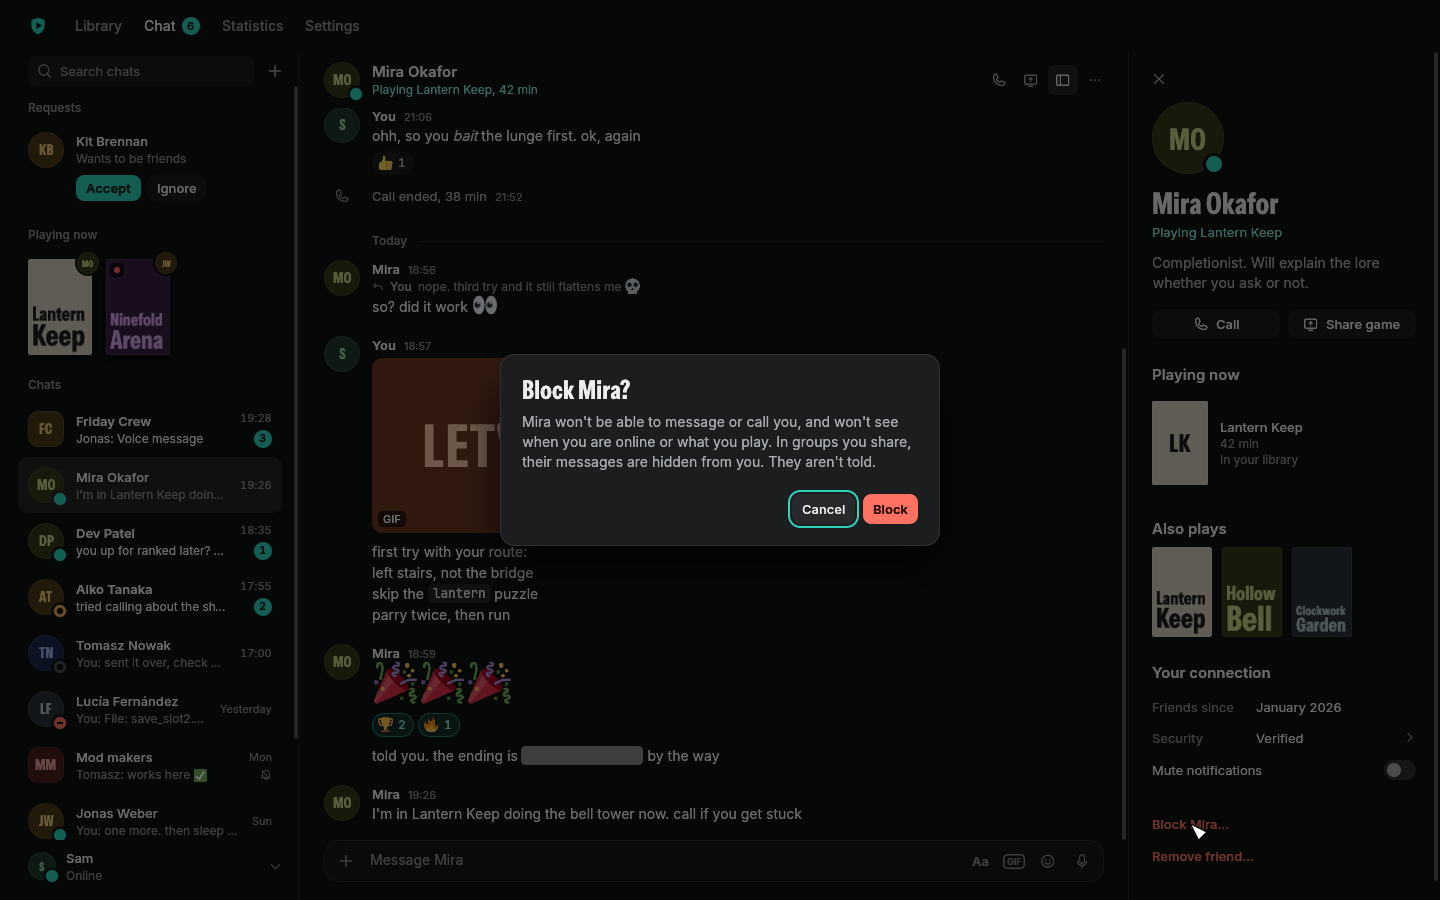 Library
Chat 6
Statistics
Settings
Search chats
Requests
KB
Kit Brennan
Wants to be friends
Accept
Ignore
Playing now
MO
JW
Lantern
Keep
Ninefold
Arena
Chats
FC
Friday Crew
19:28
Jonas: Voice message
3
MO
Mira Okafor
I'm in Lantern Keep doin...
19:26
DP
Dev Patel
18:35
you up for ranked later? ...
1
AT
Aiko Tanaka
17:55
tried calling about the sh...
2
TN
Tomasz Nowak
You: sent it over, check ...
17:00
LF
Lucía Fernández
You: File: save_slot2....
Yesterday
MM
Mod makers
Mon
Tomasz: works here ✅
JW
Jonas Weber
You: one more. then sleep ...
Sun
S
Sam
Online
MO
Mira Okafor
Playing Lantern Keep, 42 min
S
You 21:06
ohh, so you bait the lunge first. ok, again
👍 1
Call ended, 38 min 21:52
Today
MO
Mira 18:56
You nope. third try and it still flattens me 💀
so? did it work 👀
S
You 18:57
LET'
GIF
first try with your route:
left stairs, not the bridge
skip the lantern puzzle
parry twice, then run
MO
Mira 18:59
🎉🎉🎉
🏆 2 🔥 1
told you. the ending is
by the way
MO
Mira 19:26
I'm in Lantern Keep doing the bell tower now. call if you get stuck
Message Mira
Aa
GIF
Block Mira?
Mira won't be able to message or call you, and won't see
when you are online or what you play. In groups you share,
their messages are hidden from you. They aren't told.
Cancel
Block
MO
Mira Okafor
Playing Lantern Keep
Completionist. Will explain the lore
whether you ask or not.
Call
Share game
Playing now
LK
Lantern Keep
42 min
In your library
Also plays
Lantern
Keep
Hollow
Bell
Clockwork
Garden
Your connection
Friends since January 2026
Security Verified
Mute notifications
Block Mira...
Remove friend...